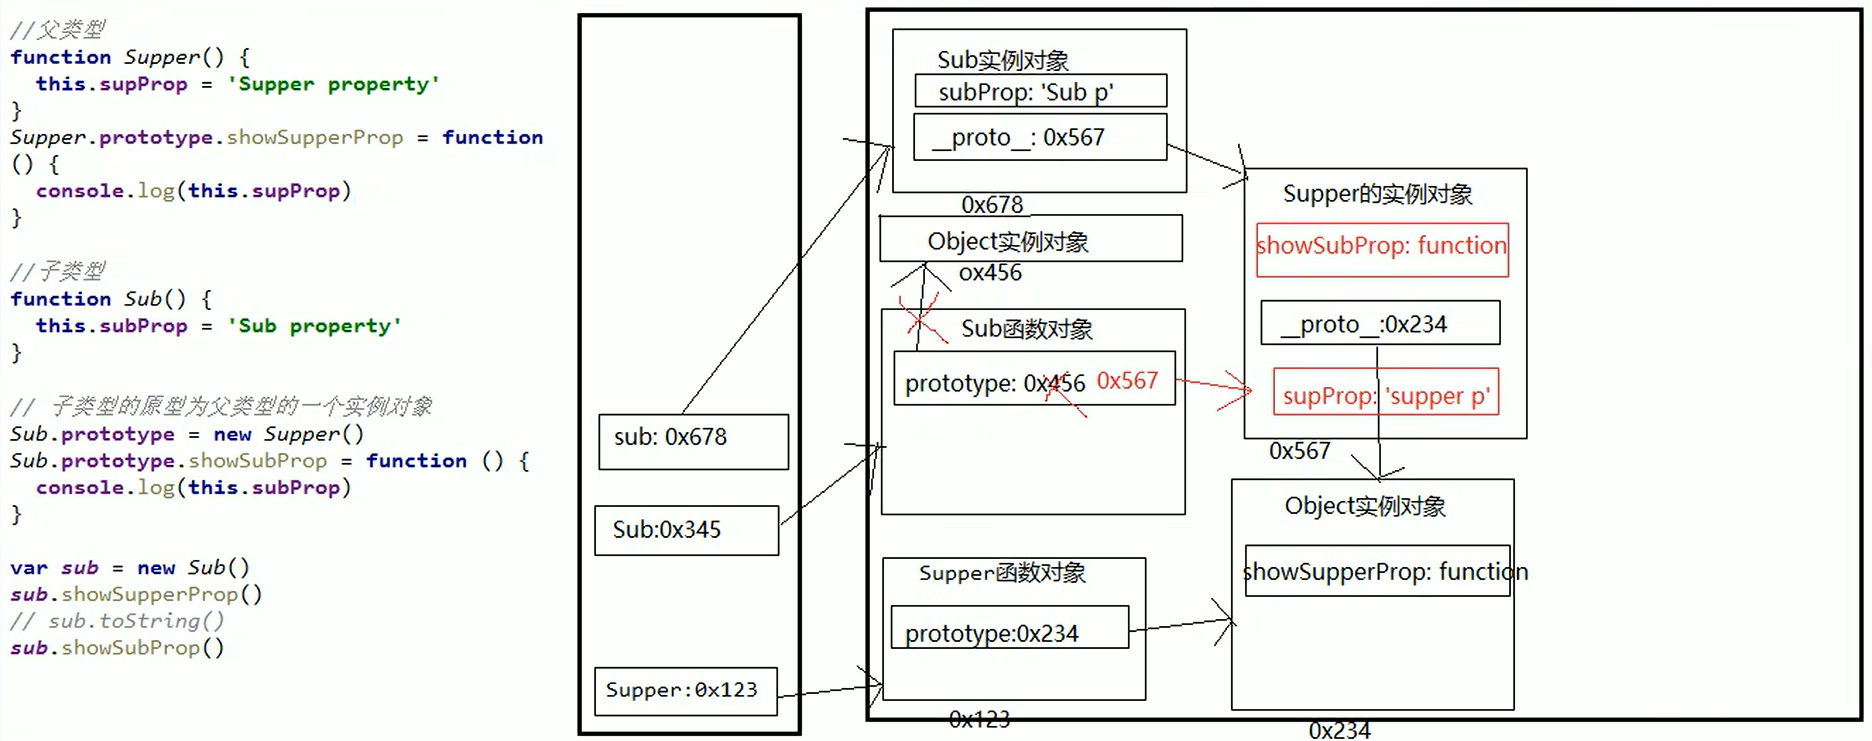 //父类型
function Supper() {
  this.supProp = 'Supper property'
}
Supper.prototype.showSupperProp = function
() {
  console.log(this.supProp)
}
//子类型
function Sub() {
  this.subProp = 'Sub property'
}
// 子类型的原型为父类型的一个实例对象
Sub.prototype = new Supper()
Sub.prototype.showSubProp = function () {
  console.log(this.subProp)
}
var sub = new Sub()
sub.showSupperProp()
// sub.toString()
sub.showSubProp()
sub: 0x678
Sub:0x345
Supper:0x123
Sub实例对象
subProp: 'Sub p'
__proto__: 0x567
0x678
Object实例对象
ox456
Sub函数对象
prototype: 0x456 0x567
Supper函数对象
prototype:0x234
0x123
Supper的实例对象
showSubProp: function
__proto__:0x234
supProp: 'supper p'
0x567
Object实例对象
showSupperProp: function
0x234